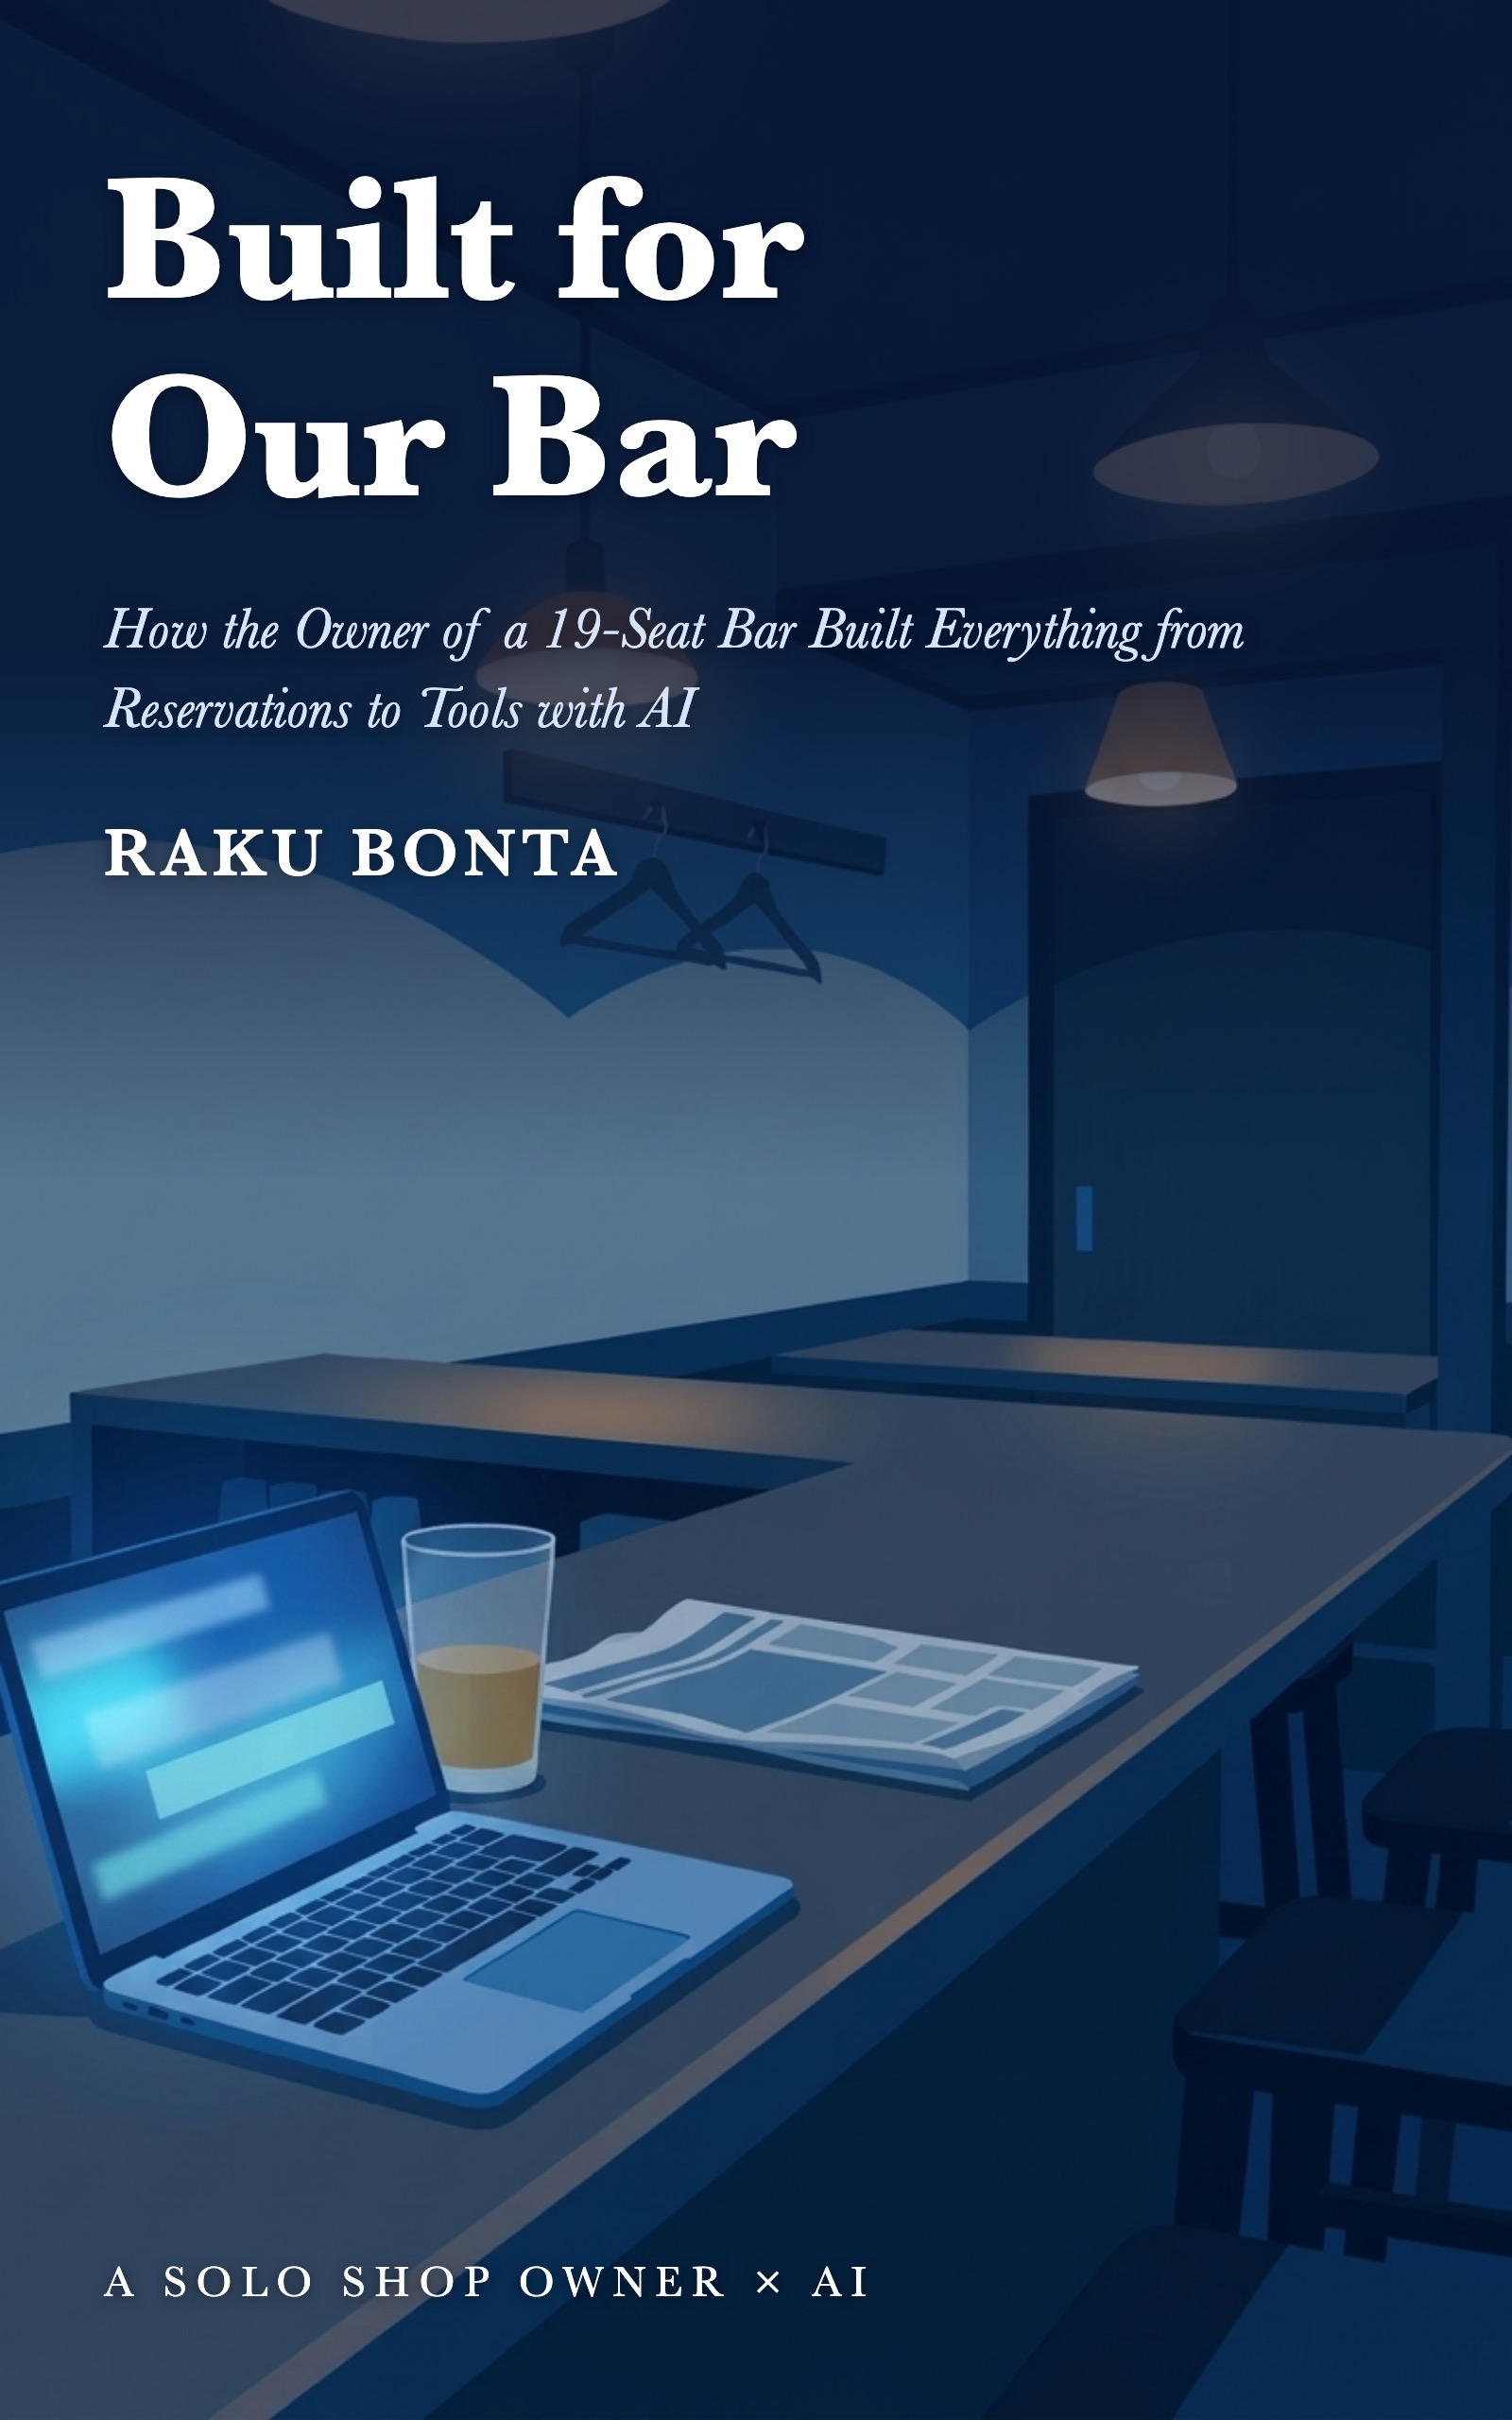 Built for
Our Bar
How the Owner of a 19-Seat Bar Built Everything from
Reservations to Tools with AI
RAKU BONTA
A SOLO SHOP OWNER × AI